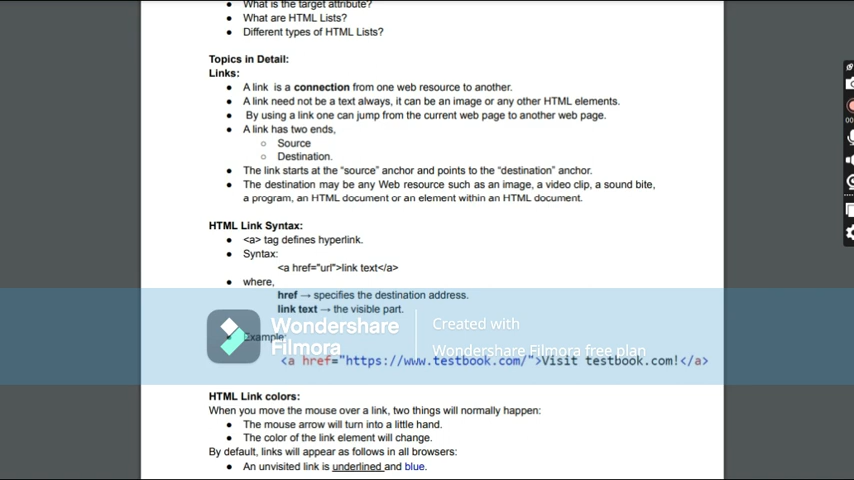 What is the target attribute?
● What are HTML Lists?
● Different types of HTML Lists?
Topics in Detail:
Links:
● A link is a connection from one web resource to another.
● A link need not be a text always, it can be an image or any other HTML elements.
● By using a link one can jump from the current web page to another web page.
● A link has two ends,
○ Source
○ Destination.
● The link starts at the “source” anchor and points to the “destination” anchor.
● The destination may be any Web resource such as an image, a video clip, a sound bite,
a program, an HTML document or an element within an HTML document.
HTML Link Syntax:
● <a> tag defines hyperlink.
● Syntax:
<a href="url">link text</a>
● where,
href → specifies the destination address.
link text → the visible part.
Example:
Wondershare
Filmora
Created with
Wondershare Filmora free plan
<a href="https://www.testbook.com/">Visit testbook.com!</a>
HTML Link colors:
When you move the mouse over a link, two things will normally happen:
● The mouse arrow will turn into a little hand.
● The color of the link element will change.
By default, links will appear as follows in all browsers:
● An unvisited link is underlined and blue.